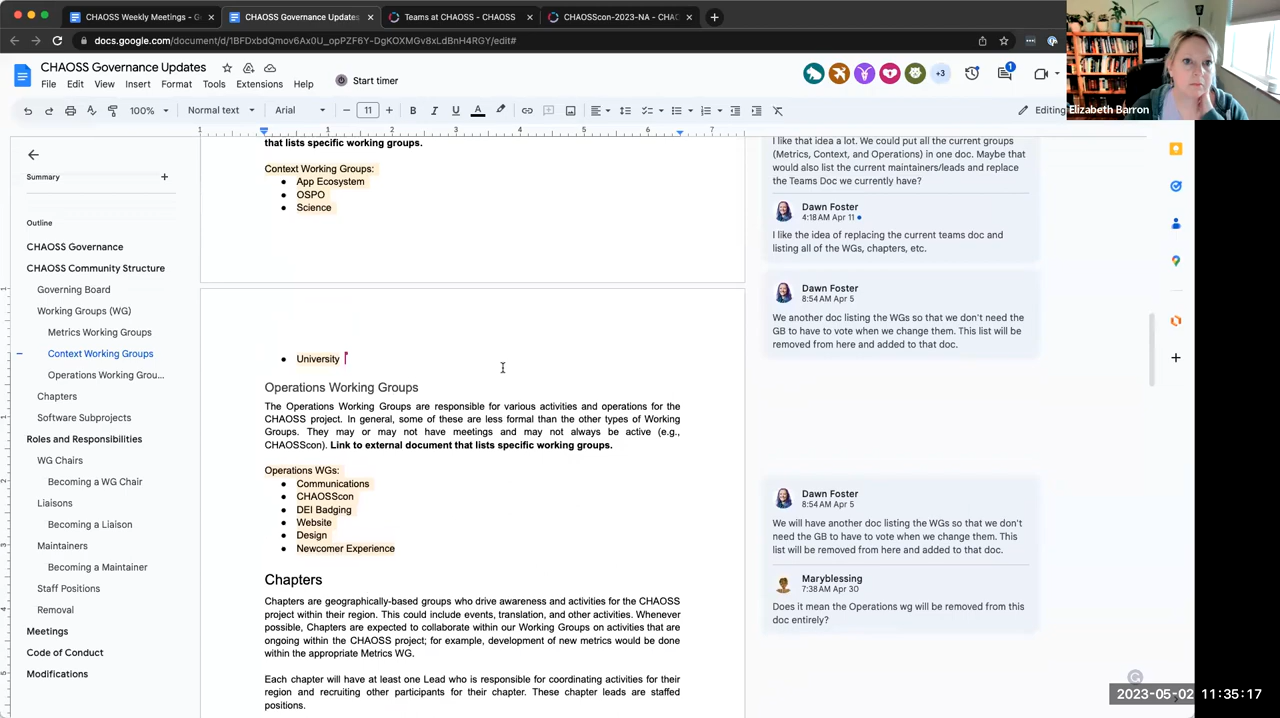 CHAOSS Weekly Meetings - G
CHAOSS Governance Updates
Teams at CHAOSS - CHAOSS
CHAOSScon-2023-NA - CHAOSS
docs.google.com/document/d/1BFDxbdQmov6Ax0U_opPZF6Y-DgKOXMGv8xLdBnH4RGY/edit#
Elizabeth Barron
CHAOSS Governance Updates
File Edit View Insert Format Tools Extensions Help
Start timer
+3
1
100%
Normal text
Arial
11
Editing
1 1 2 3 4 5 6 7
Summary
Outline
CHAOSS Governance
CHAOSS Community Structure
Governing Board
Working Groups (WG)
Metrics Working Groups
Context Working Groups
Operations Working Grou...
Chapters
Software Subprojects
Roles and Responsibilities
WG Chairs
Becoming a WG Chair
Liaisons
Becoming a Liaison
Maintainers
Becoming a Maintainer
Staff Positions
Removal
Meetings
Code of Conduct
Modifications
that lists specific working groups.
Context Working Groups:
App Ecosystem
OSPO
Science
University
Operations Working Groups
The Operations Working Groups are responsible for various activities and operations for the
CHAOSS project. In general, some of these are less formal than the other types of Working
Groups. They may or may not have meetings and may not always be active (e.g.,
CHAOSScon). Link to external document that lists specific working groups.
Operations WGs:
Communications
CHAOSScon
DEI Badging
Website
Design
Newcomer Experience
Chapters
Chapters are geographically-based groups who drive awareness and activities for the CHAOSS
project within their region. This could include events, translation, and other activities. Whenever
possible, Chapters are expected to collaborate within our Working Groups on activities that are
ongoing within the CHAOSS project; for example, development of new metrics would be done
within the appropriate Metrics WG.
Each chapter will have at least one Lead who is responsible for coordinating activities for their
region and recruiting other participants for their chapter. These chapter leads are staffed
positions.
I like that idea a lot. We could put all the current groups
(Metrics, Context, and Operations) in one doc. Maybe that
would also list the current maintainers/leads and replace
the Teams Doc we currently have?
Dawn Foster
4:18 AM Apr 11
I like the idea of replacing the current teams doc and
listing all of the WGs, chapters, etc.
Dawn Foster
8:54 AM Apr 5
We another doc listing the WGs so that we don't need the
GB to have to vote when we change them. This list will be
removed from here and added to that doc.
Dawn Foster
8:54 AM Apr 5
We will have another doc listing the WGs so that we don't
need the GB to have to vote when we change them. This
list will be removed from here and added to that doc.
Maryblessing
7:38 AM Apr 30
Does it mean the Operations wg will be removed from this
doc entirely?
2023-05-02 11:35:17